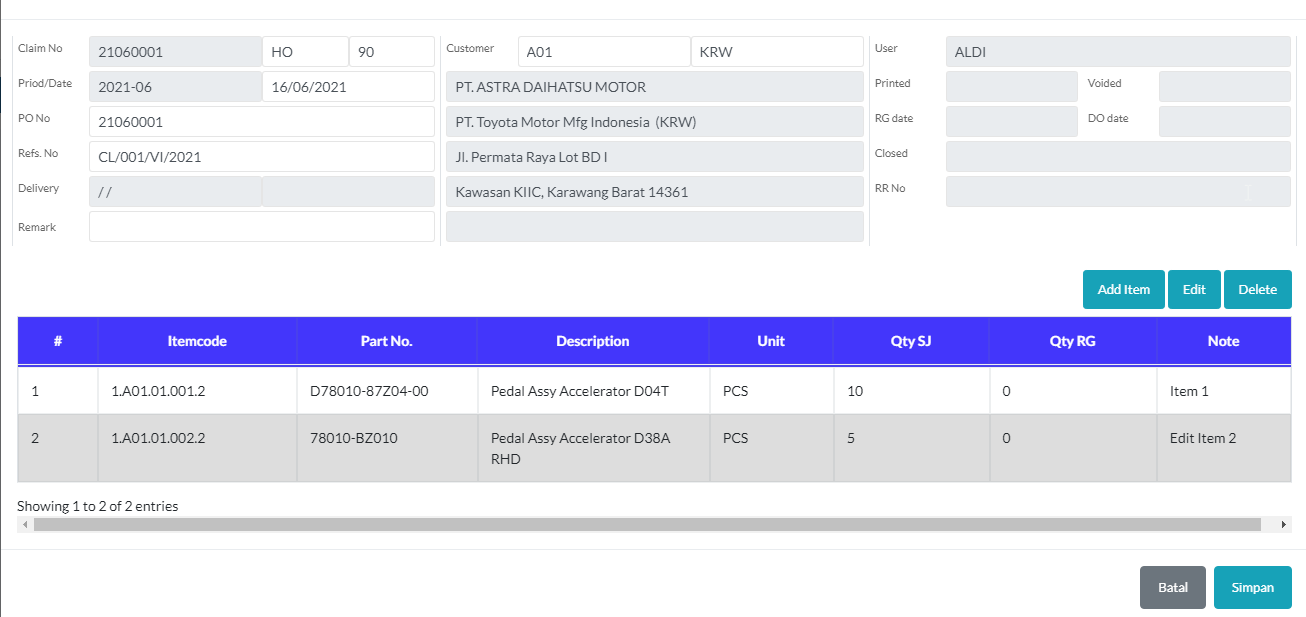 Claim No 21060001 HO 90 Customer A01 KRW User ALDI
Priod/Date 2021-06 16/06/2021 PT. ASTRA DAIHATSU MOTOR Printed Voided
PO No 21060001 PT. Toyota Motor Mfg Indonesia (KRW) RG date DO date
Refs. No CL/001/VI/2021 Jl. Permata Raya Lot BD I Closed
Delivery / / Kawasan KIIC, Karawang Barat 14361 RR No
Remark
Add Item Edit Delete
# Itemcode Part No. Description Unit Qty SJ Qty RG Note
1 1.A01.01.001.2 D78010-87Z04-00 Pedal Assy Accelerator D04T PCS 10 0 Item 1
2 1.A01.01.002.2 78010-BZ010 Pedal Assy Accelerator D38A PCS 5 0 Edit Item 2
RHD
Showing 1 to 2 of 2 entries
Batal Simpan